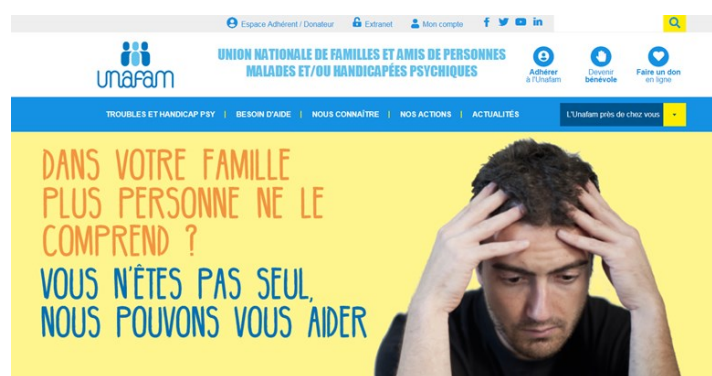 Espace Adhérent / Donateur Extranet Mon compte
unafam
UNION NATIONALE DE FAMILLES ET AMIS DE PERSONNES
MALADES ET/OU HANDICAPÉES PSYCHIQUES
Adhérer
à l'Unafam
Devenir
bénévole
Faire un don
en ligne
TROUBLES ET HANDICAP PSY | BESOIN D'AIDE | NOUS CONNAÎTRE | NOS ACTIONS | ACTUALITÉS
L'Unafam près de chez vous
DANS VOTRE FAMILLE
PLUS PERSONNE NE LE
COMPREND ?
VOUS N'ÊTES PAS SEUL,
NOUS POUVONS VOUS AIDER